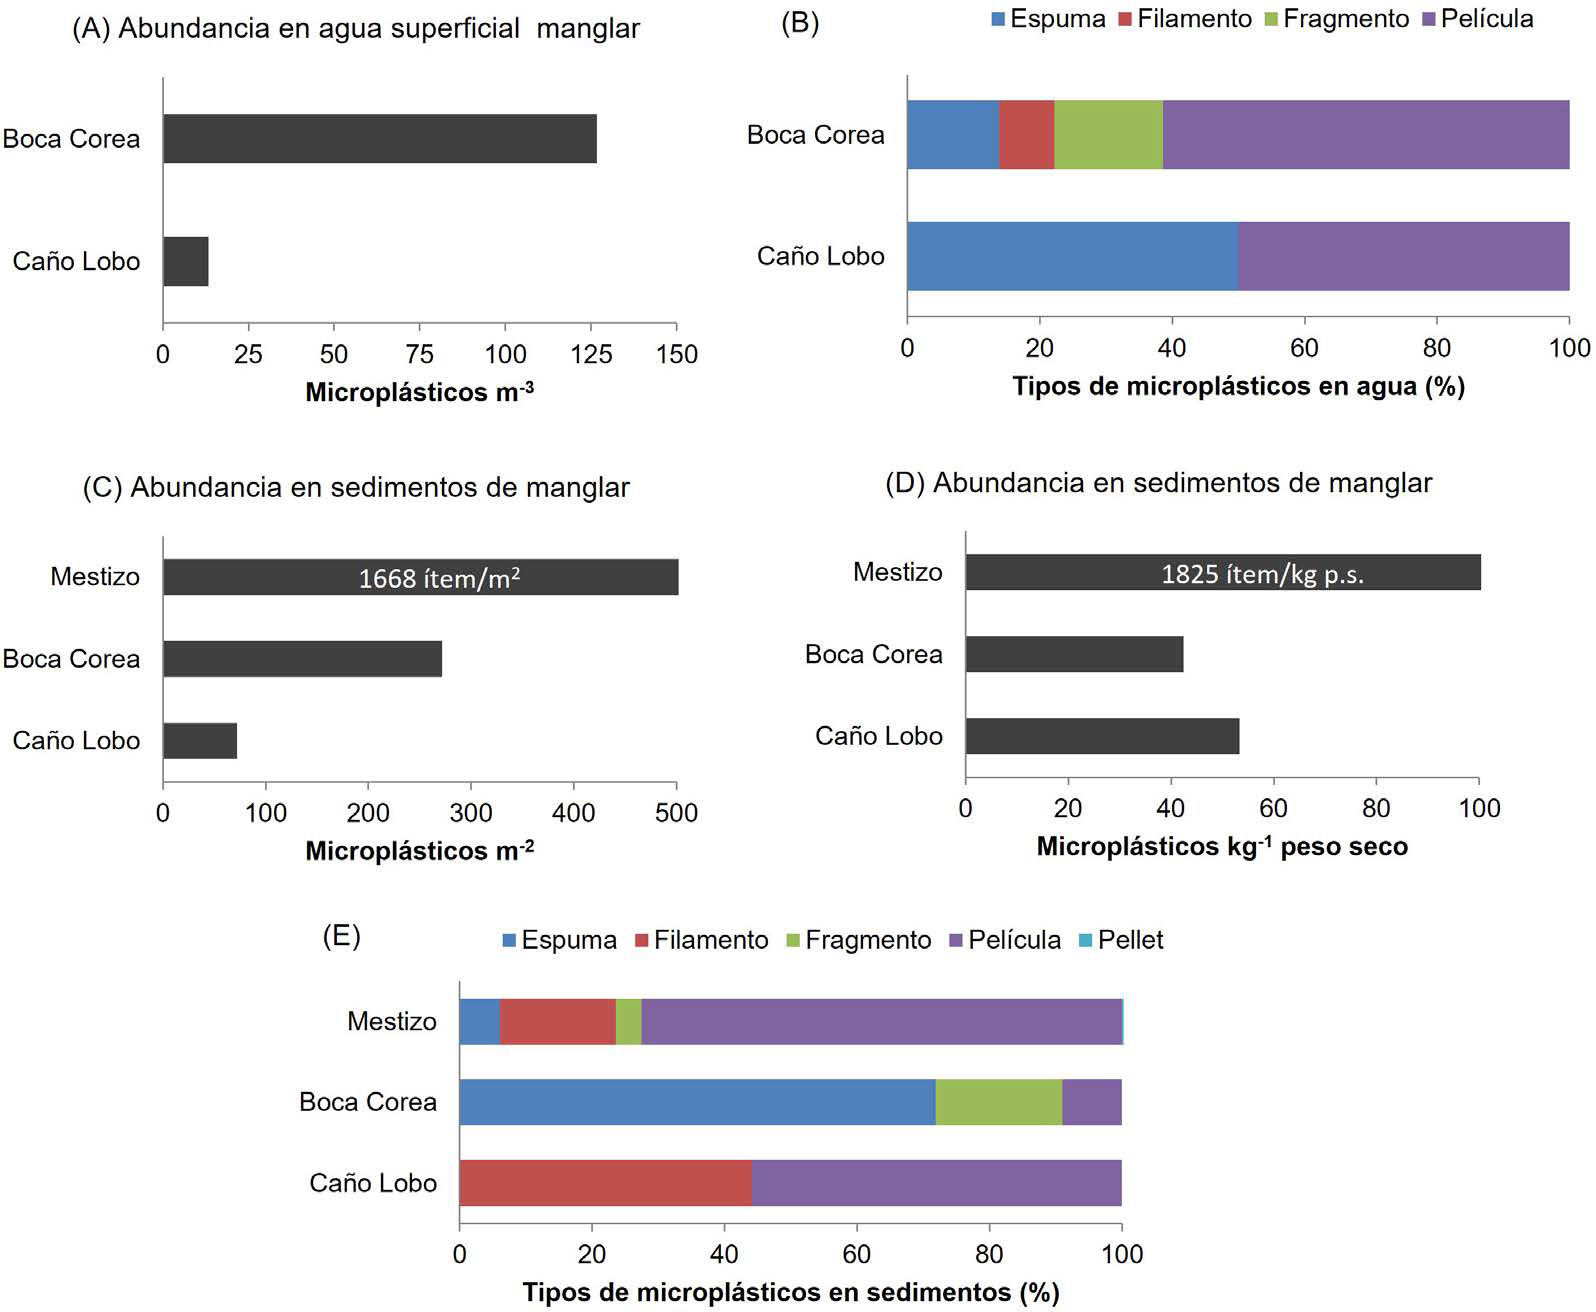 (A) Abundancia en agua superficial manglar
Boca Corea
Caño Lobo
0 25 50 75 100 125 150
Microplásticos m-3
(B)
Espuma Filamento Fragmento Película
Boca Corea
Caño Lobo
0 20 40 60 80 100
Tipos de microplásticos en agua (%)
(C) Abundancia en sedimentos de manglar
Mestizo
1668 ítem/m2
Boca Corea
Caño Lobo
0 100 200 300 400 500
Microplásticos m-2
(D) Abundancia en sedimentos de manglar
Mestizo
1825 ítem/kg p.s.
Boca Corea
Caño Lobo
0 20 40 60 80 100
Microplásticos kg-1 peso seco
(E)
Espuma Filamento Fragmento Película Pellet
Mestizo
Boca Corea
Caño Lobo
0 20 40 60 80 100
Tipos de microplásticos en sedimentos (%)